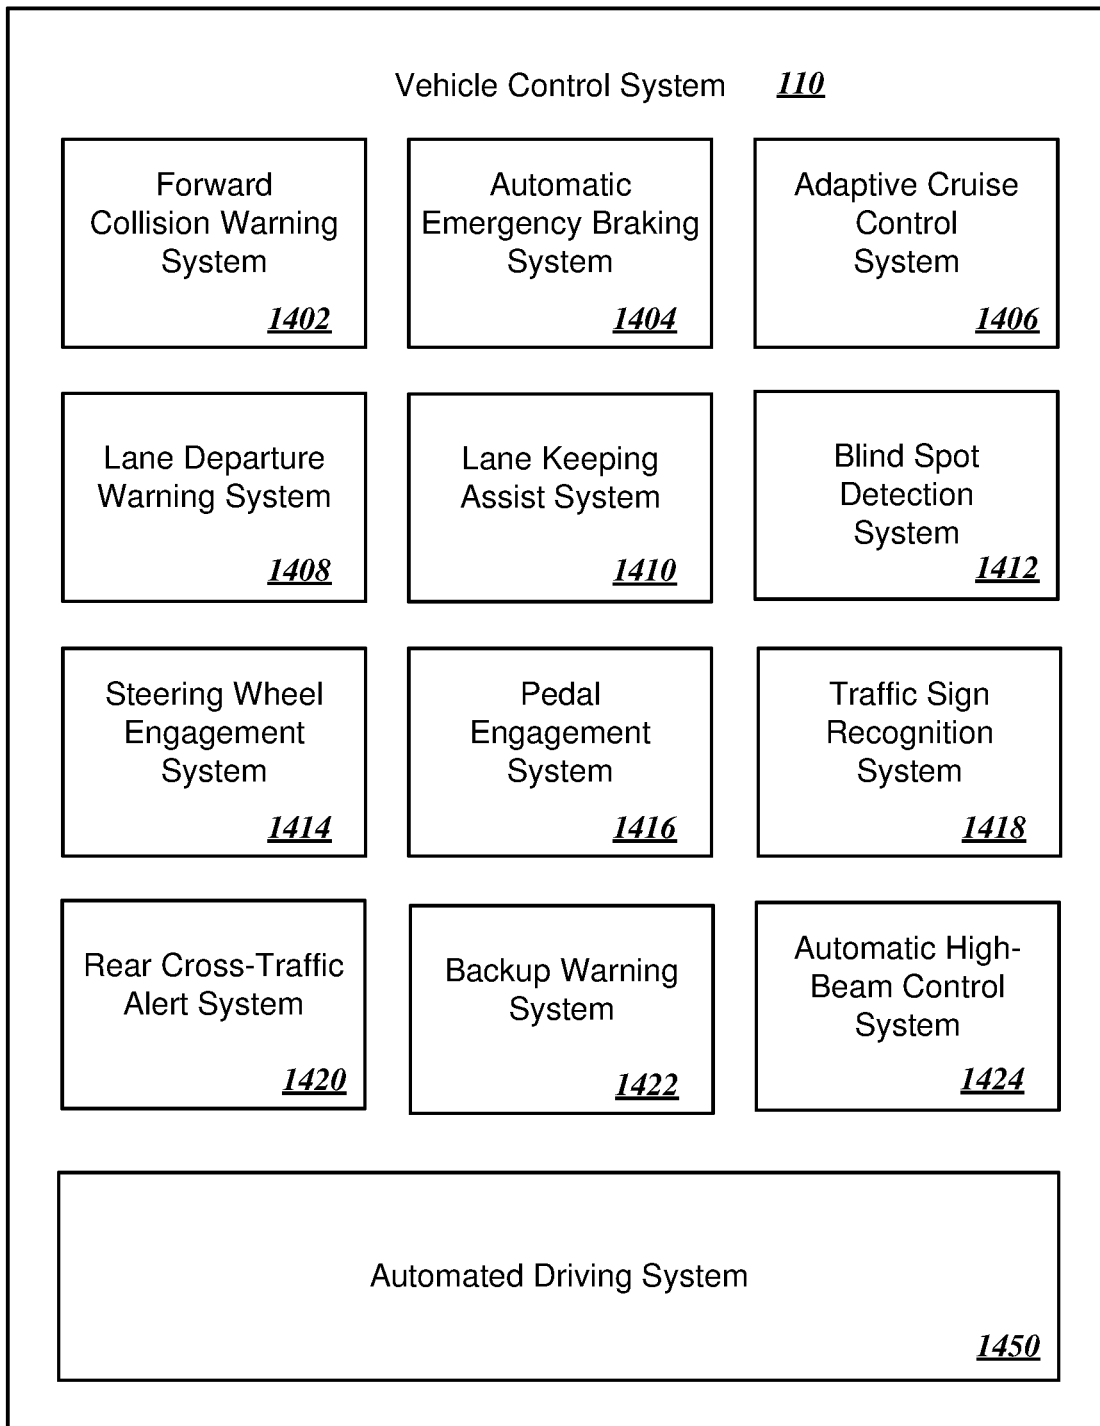 Vehicle Control System 110
Forward
Collision Warning
System
1402
Automatic
Emergency Braking
System
1404
Adaptive Cruise
Control
System
1406
Lane Departure
Warning System
1408
Lane Keeping
Assist System
1410
Blind Spot
Detection
System
1412
Steering Wheel
Engagement
System
1414
Pedal
Engagement
System
1416
Traffic Sign
Recognition
System
1418
Rear Cross-Traffic
Alert System
1420
Backup Warning
System
1422
Automatic High-
Beam Control
System
1424
Automated Driving System
1450